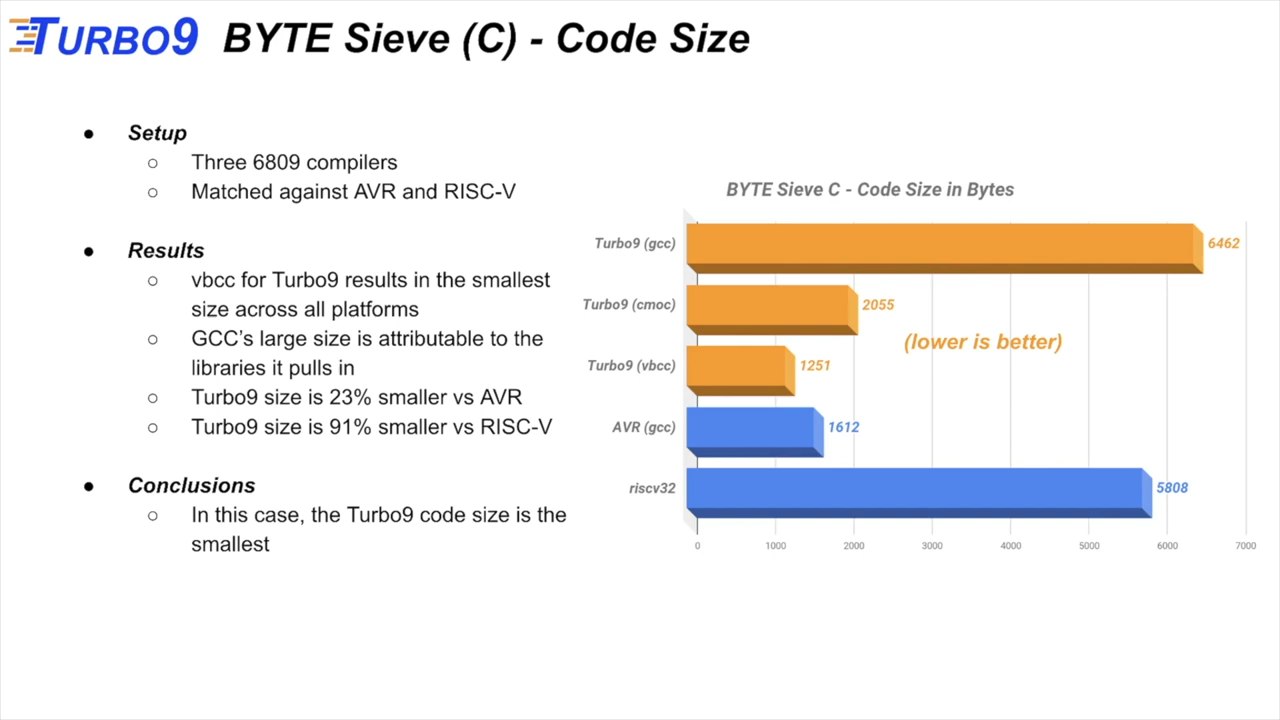 TURBO9 BYTE Sieve (C) - Code Size
● Setup
○ Three 6809 compilers
○ Matched against AVR and RISC-V
● Results
○ vbcc for Turbo9 results in the smallest
size across all platforms
○ GCC's large size is attributable to the
libraries it pulls in
○ Turbo9 size is 23% smaller vs AVR
○ Turbo9 size is 91% smaller vs RISC-V
● Conclusions
○ In this case, the Turbo9 code size is the
smallest
BYTE Sieve C - Code Size in Bytes
Turbo9 (gcc) 6462
Turbo9 (cmoc) 2055
(lower is better)
Turbo9 (vbcc) 1251
AVR (gcc) 1612
riscv32 5808
0 1000 2000 3000 4000 5000 6000 7000